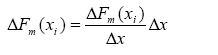 ΔF_m(x_i) = ΔF_m(x_i)/Δx Δx